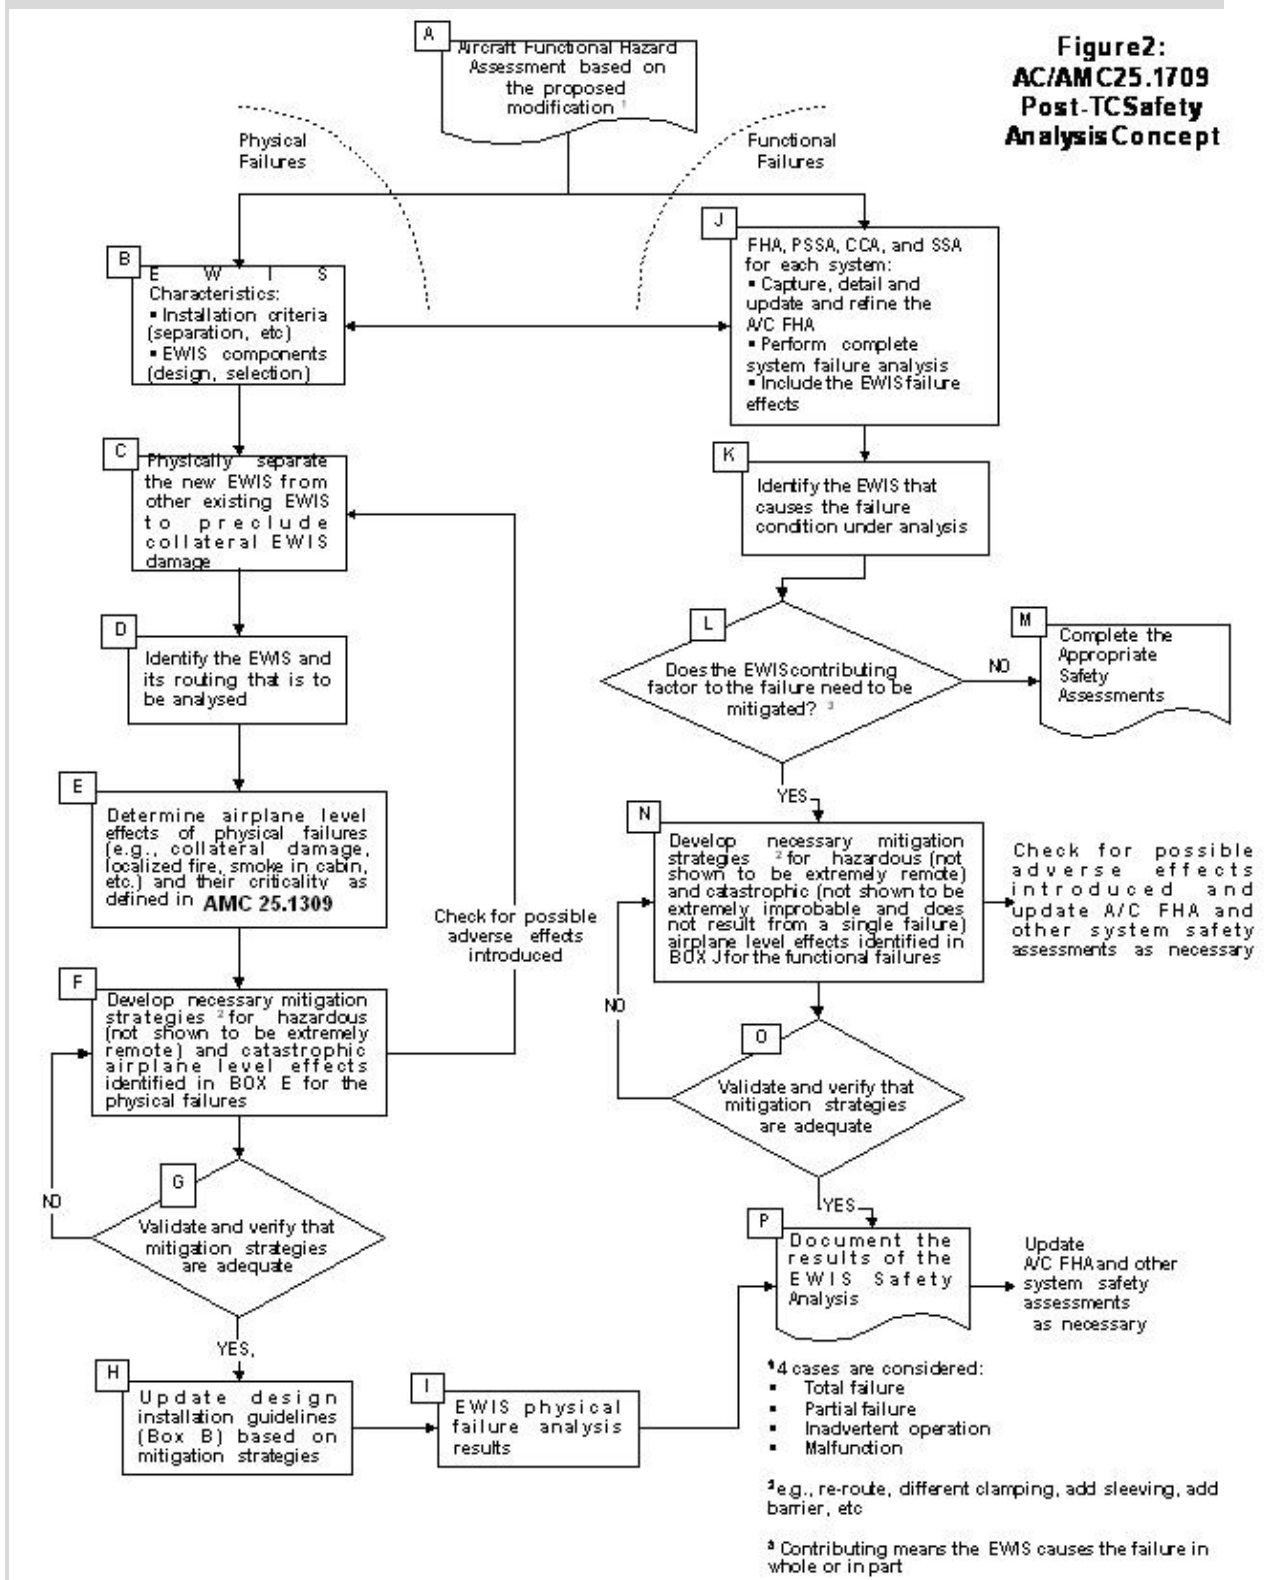 Figure2:
AC/AMC25.1709
Post-TCSafety
AnalysisConcept
A
Aircraft Functional Hazard
Assessment based on
the proposed
modification 1
Physical
Failures
Functional
Failures
B
E W I S
Characteristics:
▪ Installation criteria
(separation, etc)
▪ EWIS components
(design, selection)
J
FHA, PSSA, CCA, and SSA
for each system:
▪ Capture, detail and
update and refine the
A/C FHA
▪ Perform complete
system failure analysis
▪ Include the EWIS failure
effects
C
Physically separate
the new EWIS from
other existing EWIS
to preclude
collateral EWIS
damage
K
Identify the EWIS that
causes the failure
condition under analysis
D
Identify the EWIS and
its routing that is to
be analysed
L
Does the EWIS contributing
factor to the failure need to be
mitigated? 3
NO
M
Complete the
Appropriate
Safety
Assessments
YES
E
Determine airplane level
effects of physical failures
(e.g., collateral damage,
localized fire, smoke in cabin,
etc.) and their criticality as
defined in AMC 25.1309
N
Develop necessary mitigation
strategies 2 for hazardous (not
shown to be extremely remote)
and catastrophic (not shown to be
extremely improbable and does
not result from a single failure)
airplane level effects identified in
BOX J for the functional failures
Check for possible
adverse effects
introduced and
update A/C FHA and
other system safety
assessments as necessary
Check for possible
adverse effects
introduced
F
Develop necessary mitigation
strategies 2 for hazardous
(not shown to be extremely
remote) and catastrophic
airplane level effects
identified in BOX E for the
physical failures
NO
O
Validate and verify that
mitigation strategies
are adequate
G
Validate and verify that
mitigation strategies
are adequate
NO
YES
P
Document the
results of the
EWIS Safety
Analysis
Update
A/C FHA and other
system safety
assessments
as necessary
YES,
H
Update design
installation guidelines
(Box B) based on
mitigation strategies
I
EWIS physical
failure analysis
results
1 4 cases are considered:
▪ Total failure
▪ Partial failure
▪ Inadvertent operation
▪ Malfunction
2 e.g., re-route, different clamping, add sleeving, add
barrier, etc
3 Contributing means the EWIS causes the failure in
whole or in part